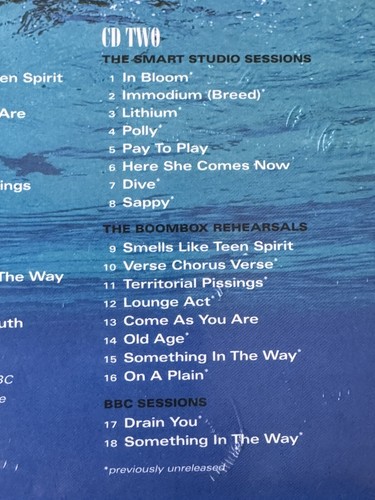 CD TWO
THE SMART STUDIO SESSIONS
1 In Bloom*
2 Immodium (Breed)*
3 Lithium*
4 Polly*
5 Pay To Play
6 Here She Comes Now
7 Dive*
8 Sappy*
THE BOOMBOX REHEARSALS
9 Smells Like Teen Spirit
10 Verse Chorus Verse*
11 Territorial Pissings*
12 Lounge Act*
13 Come As You Are
14 Old Age*
15 Something In The Way*
16 On A Plain*
BBC SESSIONS
17 Drain You*
18 Something In The Way*
*previously unreleased
en Spirit
Are
ings
The Way
uth
BC
e